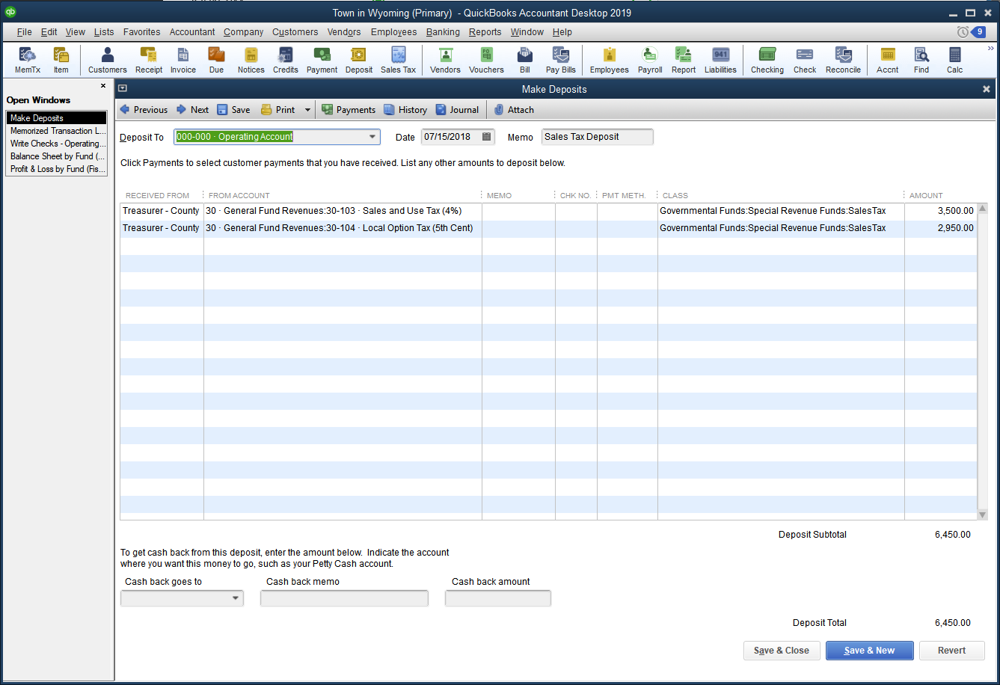 qb
Town in Wyoming (Primary) - QuickBooks Accountant Desktop 2019
File Edit View Lists Favorites Accountant Company Customers Vendors Employees Banking Reports Window Help 9
941
MemTx Item Customers Receipt Invoice Due Notices Credits Payment Deposit Sales Tax Vendors Vouchers Bill Pay Bills Employees Payroll Report Liabilities Checking Check Reconcile Accnt Find Calc
Open Windows
Make Deposits
Memorized Transaction L...
Write Checks - Operating...
Balance Sheet by Fund (...
Profit & Loss by Fund (Fis...
Make Deposits
Previous Next Save Print Payments History Journal Attach
Deposit To 000-000 · Operating Account Date 07/15/2018 Memo Sales Tax Deposit
Click Payments to select customer payments that you have received. List any other amounts to deposit below.
RECEIVED FROM FROM ACCOUNT MEMO CHK NO. PMT METH. CLASS AMOUNT
Treasurer - County 30 · General Fund Revenues:30-103 · Sales and Use Tax (4%) Governmental Funds:Special Revenue Funds:SalesTax 3,500.00
Treasurer - County 30 · General Fund Revenues:30-104 · Local Option Tax (5th Cent) Governmental Funds:Special Revenue Funds:SalesTax 2,950.00
Deposit Subtotal 6,450.00
To get cash back from this deposit, enter the amount below. Indicate the account
where you want this money to go, such as your Petty Cash account.
Cash back goes to Cash back memo Cash back amount
Deposit Total 6,450.00
Save & Close Save & New Revert